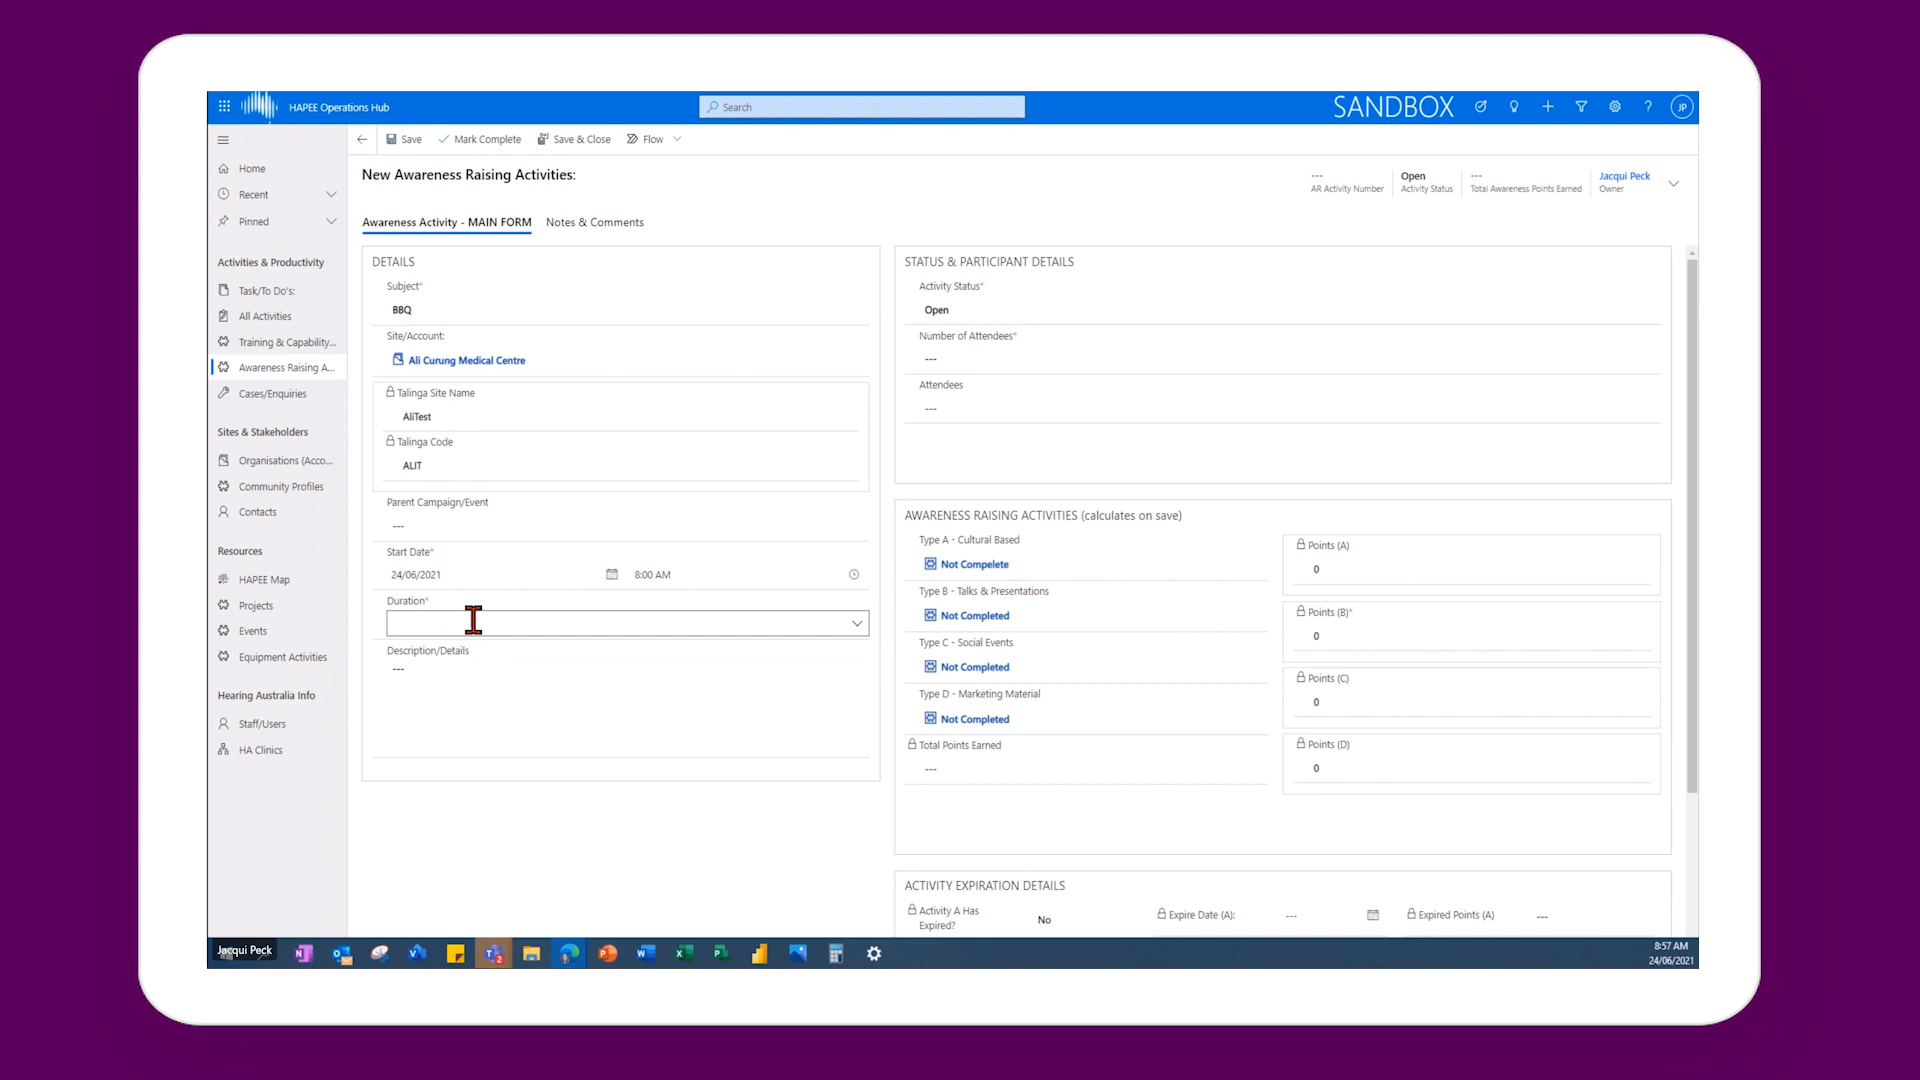 HAPEE Operations Hub
Search
SANDBOX
JP
Save
Mark Complete
Save & Close
Flow
Home
Recent
Pinned
Activities & Productivity
Task/To Do's:
All Activities
Training & Capability...
Awareness Raising A...
Cases/Enquiries
Sites & Stakeholders
Organisations (Acco...
Community Profiles
Contacts
Resources
HAPEE Map
Projects
Events
Equipment Activities
Hearing Australia Info
Staff/Users
HA Clinics
New Awareness Raising Activities:
---
AR Activity Number
Open
Activity Status
---
Total Awareness Points Earned
Jacqui Peck
Owner
Awareness Activity - MAIN FORM
Notes & Comments
DETAILS
Subject*
BBQ
Site/Account:
Ali Curung Medical Centre
Talinga Site Name
AliTest
Talinga Code
ALIT
Parent Campaign/Event
---
Start Date*
24/06/2021
8:00 AM
Duration*
Description/Details
---
STATUS & PARTICIPANT DETAILS
Activity Status*
Open
Number of Attendees*
---
Attendees
---
AWARENESS RAISING ACTIVITIES (calculates on save)
Type A - Cultural Based
Not Compelete
Points (A)
0
Type B - Talks & Presentations
Not Completed
Points (B)*
0
Type C - Social Events
Not Completed
Points (C)
0
Type D - Marketing Material
Not Completed
Points (D)
0
Total Points Earned
---
ACTIVITY EXPIRATION DETAILS
Activity A Has
Expired?
No
Expire Date (A):
---
Expired Points (A)
---
Jacqui Peck
8:57 AM
24/06/2021